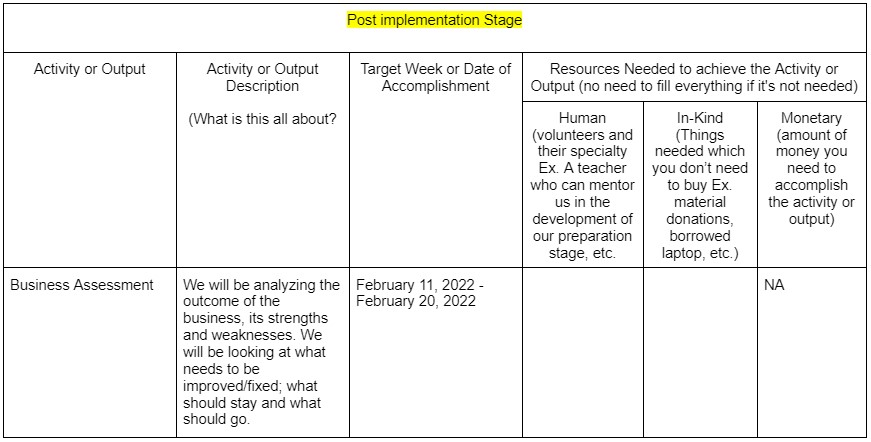 Post implementation Stage
Activity or Output
Activity or Output
Description
(What is this all about?
Target Week or Date of
Accomplishment
Resources Needed to achieve the Activity or
Output (no need to fill everything if it's not needed)
Human
(volunteers and
their specialty
Ex. A teacher
who can mentor
us in the
development of
our preparation
stage, etc.
In-Kind
(Things
needed which
you don’t need
to buy Ex.
material
donations,
borrowed
laptop, etc.)
Monetary
(amount of
money you
need to
accomplish
the activity or
output)
Business Assessment
We will be analyzing the
outcome of the
business, its strengths
and weaknesses. We
will be looking at what
needs to be
improved/fixed; what
should stay and what
should go.
February 11, 2022 -
February 20, 2022
NA